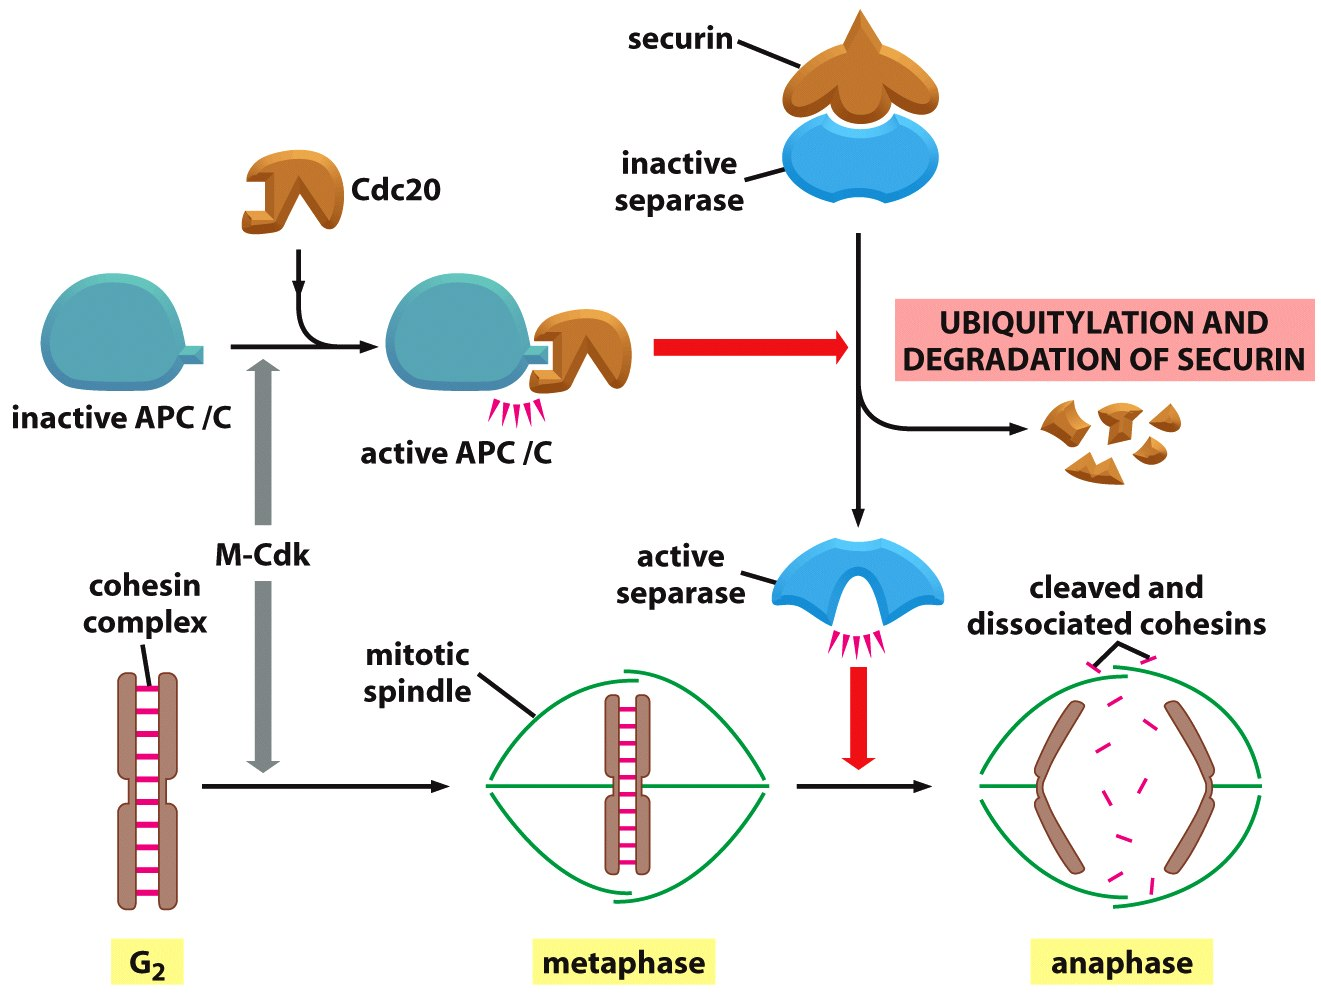 securin
inactive
separase
Cdc20
UBIQUITYLATION AND
DEGRADATION OF SECURIN
inactive APC /C
active APC /C
M-Cdk
active
separase
cohesin
complex
cleaved and
dissociated cohesins
mitotic
spindle
G₂
metaphase
anaphase